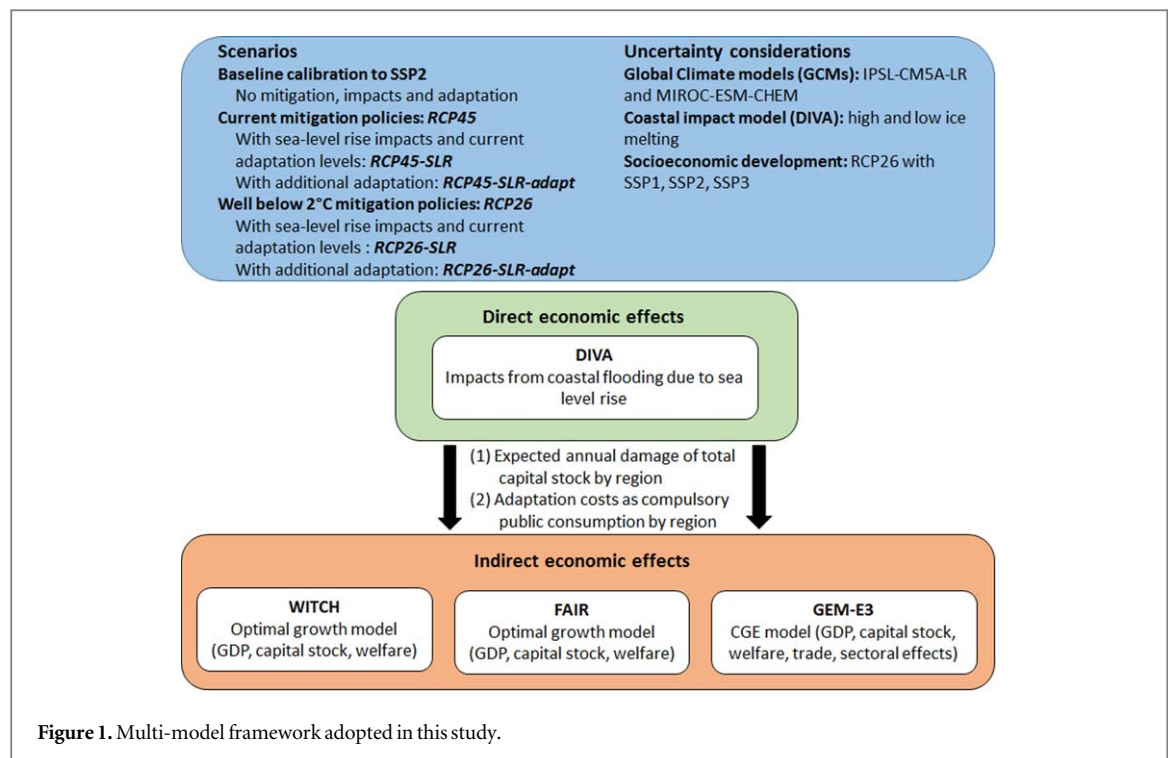 Scenarios
Baseline calibration to SSP2
No mitigation, impacts and adaptation
Current mitigation policies: RCP45
With sea-level rise impacts and current
adaptation levels: RCP45-SLR
With additional adaptation: RCP45-SLR-adapt
Well below 2°C mitigation policies: RCP26
With sea-level rise impacts and current
adaptation levels : RCP26-SLR
With additional adaptation: RCP26-SLR-adapt
Uncertainty considerations
Global Climate models (GCMs): IPSL-CM5A-LR
and MIROC-ESM-CHEM
Coastal impact model (DIVA): high and low ice
melting
Socioeconomic development: RCP26 with
SSP1, SSP2, SSP3
Direct economic effects
DIVA
Impacts from coastal flooding due to sea
level rise
(1) Expected annual damage of total
capital stock by region
(2) Adaptation costs as compulsory
public consumption by region
Indirect economic effects
WITCH
Optimal growth model
(GDP, capital stock, welfare)
FAIR
Optimal growth model
(GDP, capital stock, welfare)
GEM-E3
CGE model (GDP, capital stock,
welfare, trade, sectoral effects)
Figure 1. Multi-model framework adopted in this study.